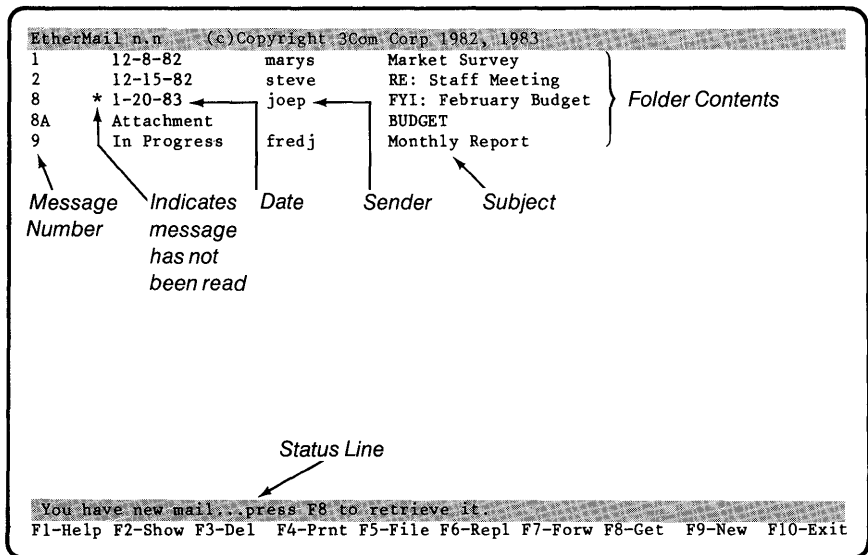 EtherMail n.n (c)Copyright 3Com Corp 1982, 1983
1 12-8-82 marys Market Survey
2 12-15-82 steve RE: Staff Meeting
8 * 1-20-83 joep FYI: February Budget Folder Contents
8A Attachment BUDGET
9 In Progress fredj Monthly Report
Message Number
Indicates message has not been read
Date
Sender
Subject
Status Line
You have new mail...press F8 to retrieve it.
F1-Help F2-Show F3-Del F4-Prnt F5-File F6-Repl F7-Forw F8-Get F9-New F10-Exit